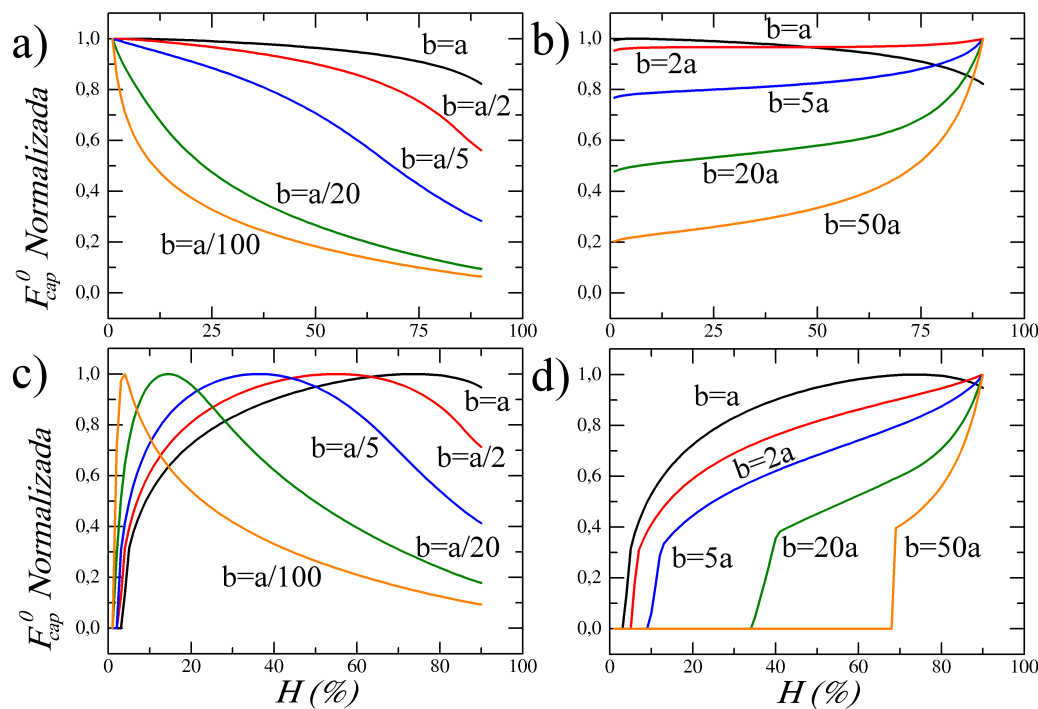 a)
F⁰cap Normalizada
1,0
0,8
0,6
0,4
0,2
0,0
b=a
b=a/2
b=a/5
b=a/20
b=a/100
0 25 50 75 100
b)
1,0
0,8
0,6
0,4
0,2
0,0
b=a
b=2a
b=5a
b=20a
b=50a
0 25 50 75 100
c)
F⁰cap Normalizada
1,0
0,8
0,6
0,4
0,2
0,0
b=a
b=a/2
b=a/5
b=a/20
b=a/100
0 20 40 60 80 100
H (%)
d)
1,0
0,8
0,6
0,4
0,2
0,0
b=a
b=2a
b=5a
b=20a
b=50a
0 20 40 60 80 100
H (%)